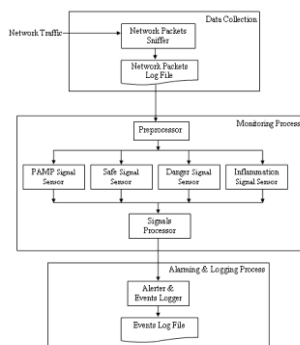 Data Collection
Network Traffic
Network Packets
Sniffer
Network Packets
Log File
Monitoring Process
Preprocessor
PAMP Signal
Sensor
Safe Signal
Sensor
Danger Signal
Sensor
Inflammation
Signal Sensor
Signals
Processor
Alarming & Logging Process
Alerter &
Events Logger
Events Log File